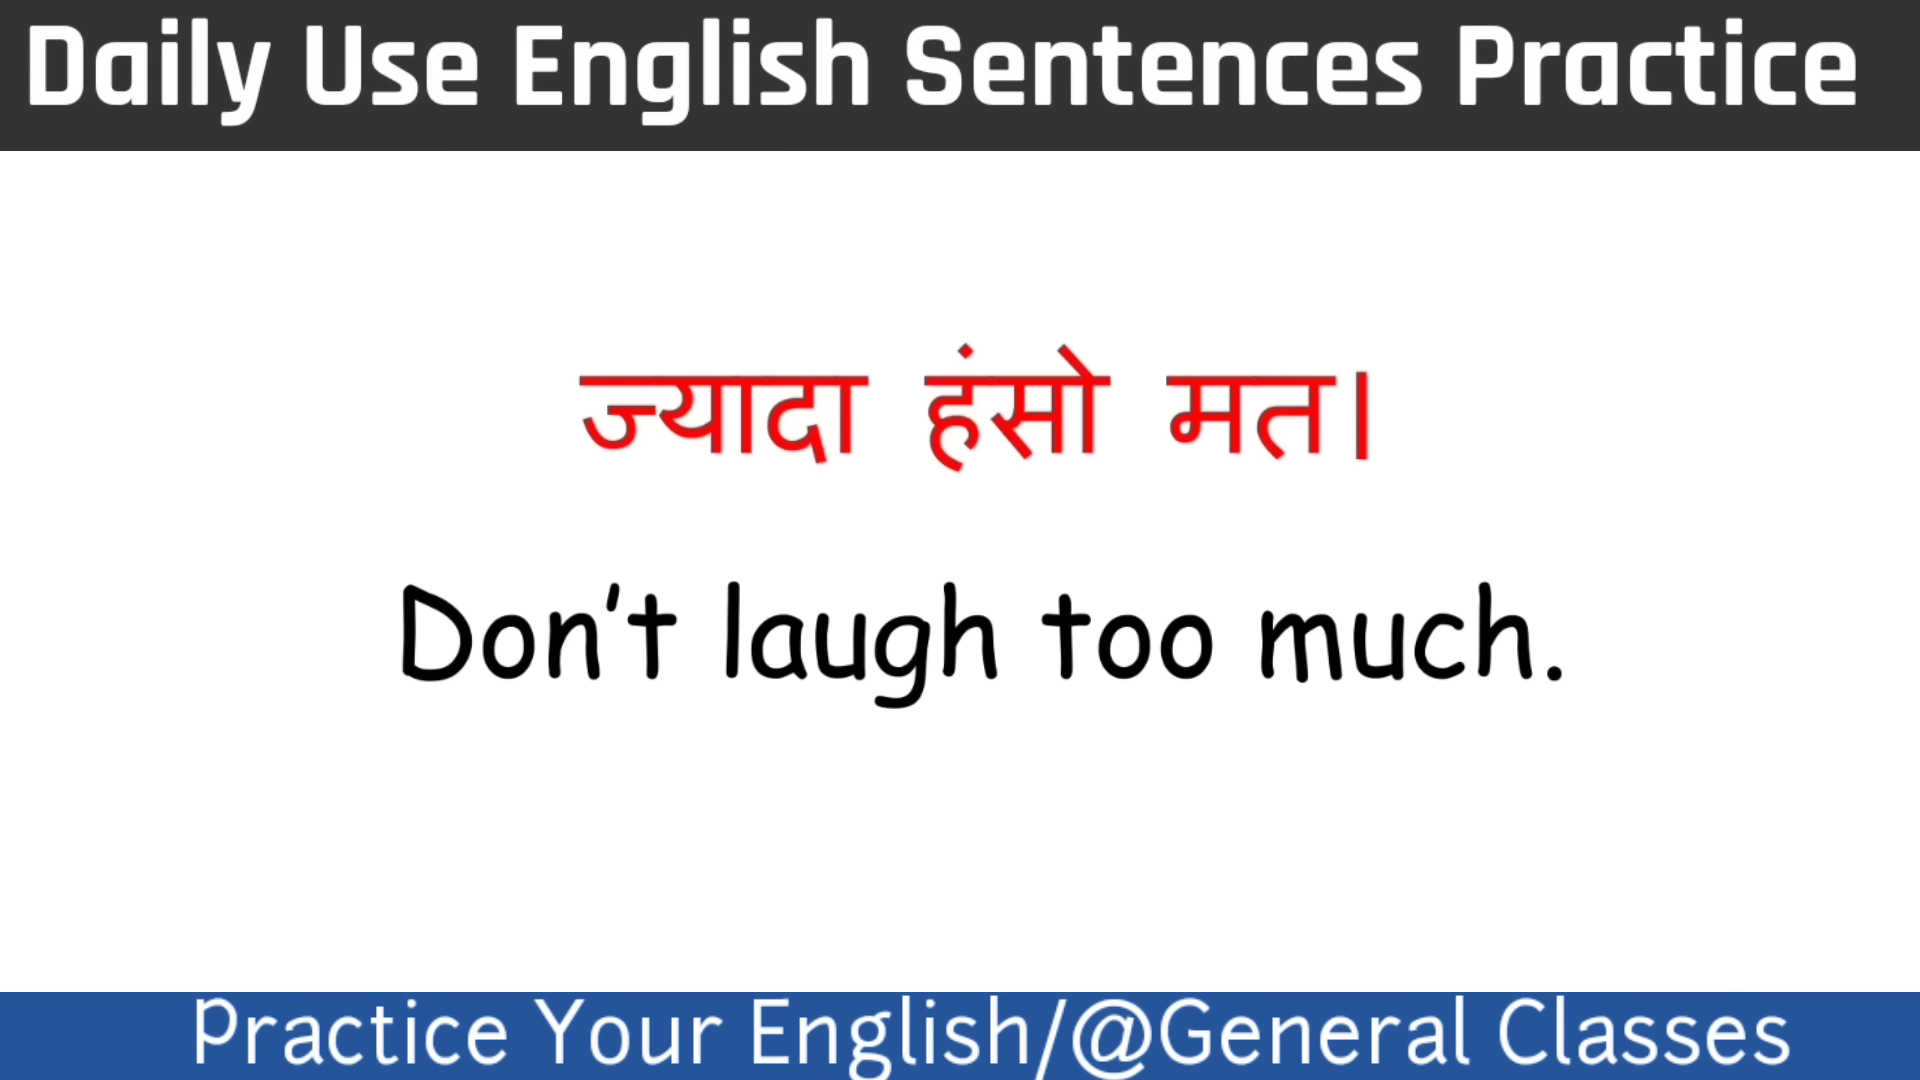 Daily Use English Sentences Practice
ज्यादा हंसो मत।
Don't laugh too much.
Practice Your English/@General Classes